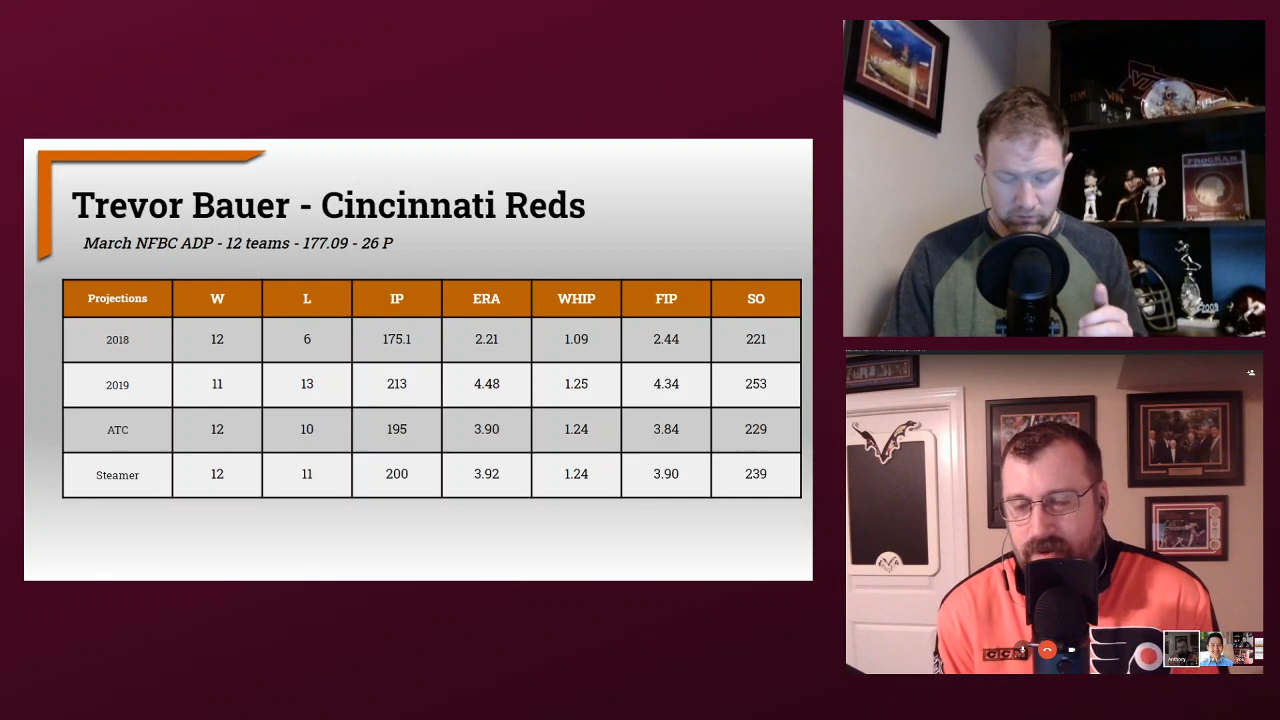 Trevor Bauer - Cincinnati Reds
March NFBC ADP - 12 teams - 177.09 - 26 P
Projections W L IP ERA WHIP FIP SO
2018 12 6 175.1 2.21 1.09 2.44 221
2019 11 13 213 4.48 1.25 4.34 253
ATC 12 10 195 3.90 1.24 3.84 229
Steamer 12 11 200 3.92 1.24 3.90 239
PROGRAM
2008
CCM
Anthony
You